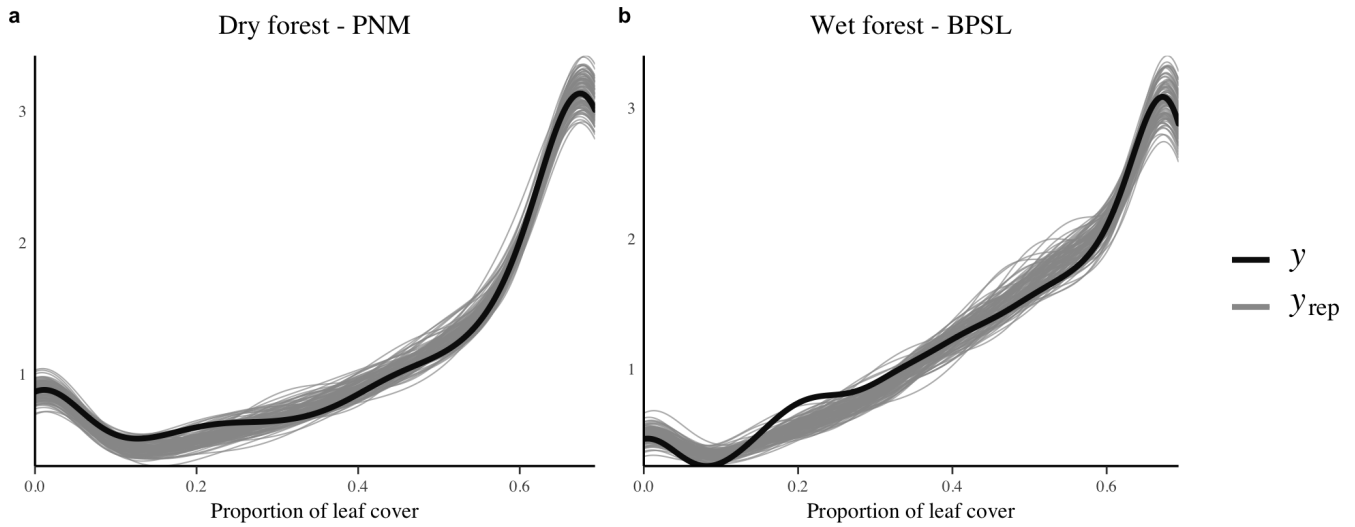 a
Dry forest - PNM
3
2
1
0.0
0.2
0.4
0.6
Proportion of leaf cover
b
Wet forest - BPSL
3
2
1
0.0
0.2
0.4
0.6
Proportion of leaf cover
y
y rep